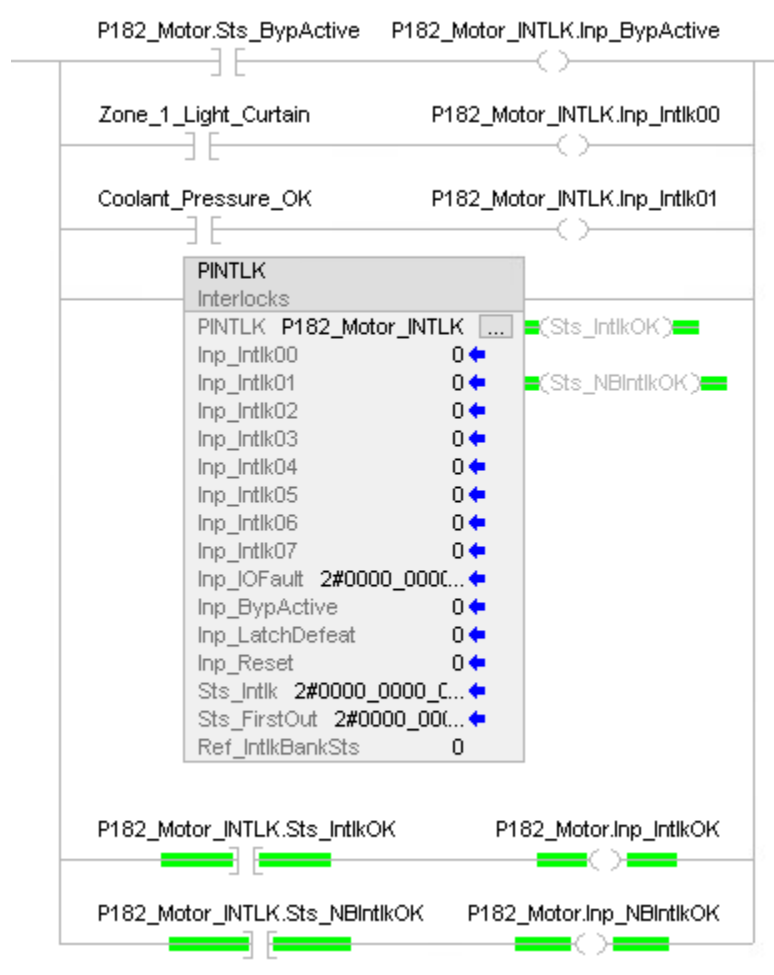 P182_Motor.Sts_BypActive P182_Motor_INTLK.Inp_BypActive
Zone_1_Light_Curtain P182_Motor_INTLK.Inp_Intlk00
Coolant_Pressure_OK P182_Motor_INTLK.Inp_Intlk01
PINTLK
Interlocks
PINTLK P182_Motor_INTLK ... Sts_IntlkOK
Inp_Intlk00 0
Inp_Intlk01 0 Sts_NBIntlkOK
Inp_Intlk02 0
Inp_Intlk03 0
Inp_Intlk04 0
Inp_Intlk05 0
Inp_Intlk06 0
Inp_Intlk07 0
Inp_IOFault 2#0000_000(...
Inp_BypActive 0
Inp_LatchDefeat 0
Inp_Reset 0
Sts_Intlk 2#0000_0000_(...
Sts_FirstOut 2#0000_00(...
Ref_IntlkBankSts 0
P182_Motor_INTLK.Sts_IntlkOK P182_Motor.Inp_IntlkOK
P182_Motor_INTLK.Sts_NBIntlkOK P182_Motor.Inp_NBIntlkOK